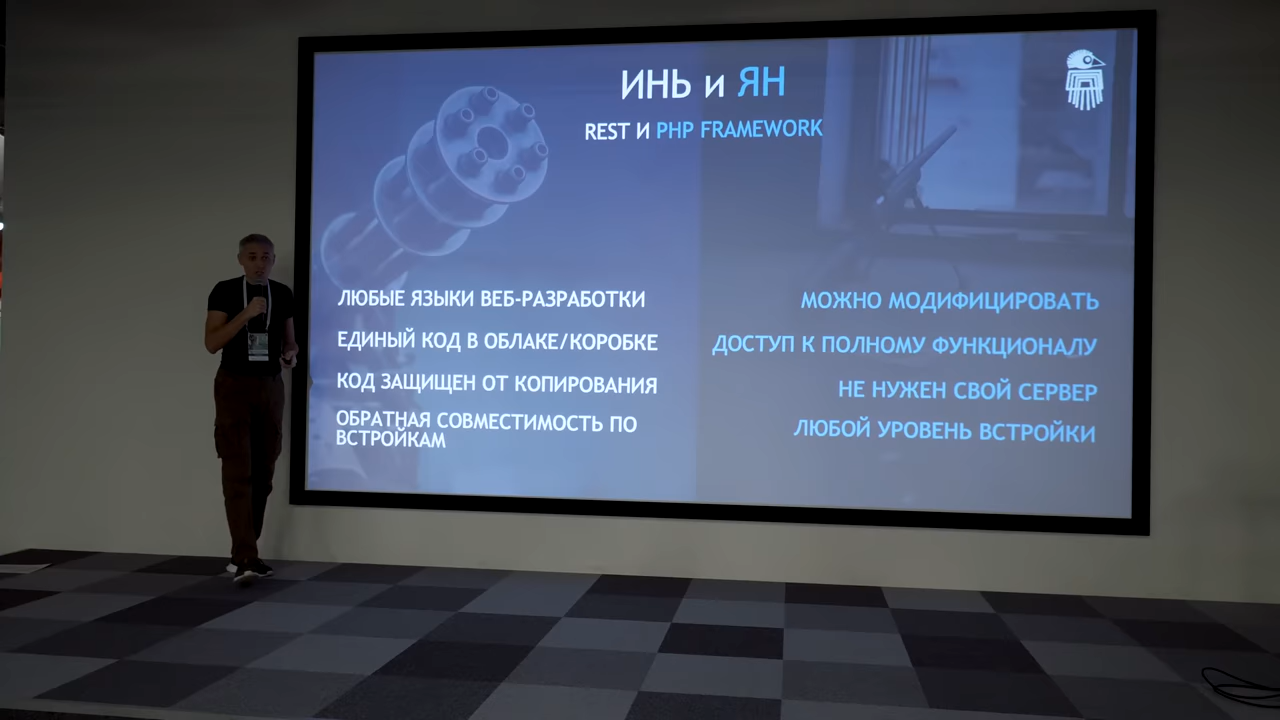 ИНЬ и ЯН
REST И PHP FRAMEWORK
ЛЮБЫЕ ЯЗЫКИ ВЕБ-РАЗРАБОТКИ
ЕДИНЫЙ КОД В ОБЛАКЕ/КОРОБКЕ
КОД ЗАЩИЩЕН ОТ КОПИРОВАНИЯ
ОБРАТНАЯ СОВМЕСТИМОСТЬ ПО
ВСТРОЙКАМ
МОЖНО МОДИФИЦИРОВАТЬ
ДОСТУП К ПОЛНОМУ ФУНКЦИОНАЛУ
НЕ НУЖЕН СВОЙ СЕРВЕР
ЛЮБОЙ УРОВЕНЬ ВСТРОЙКИ